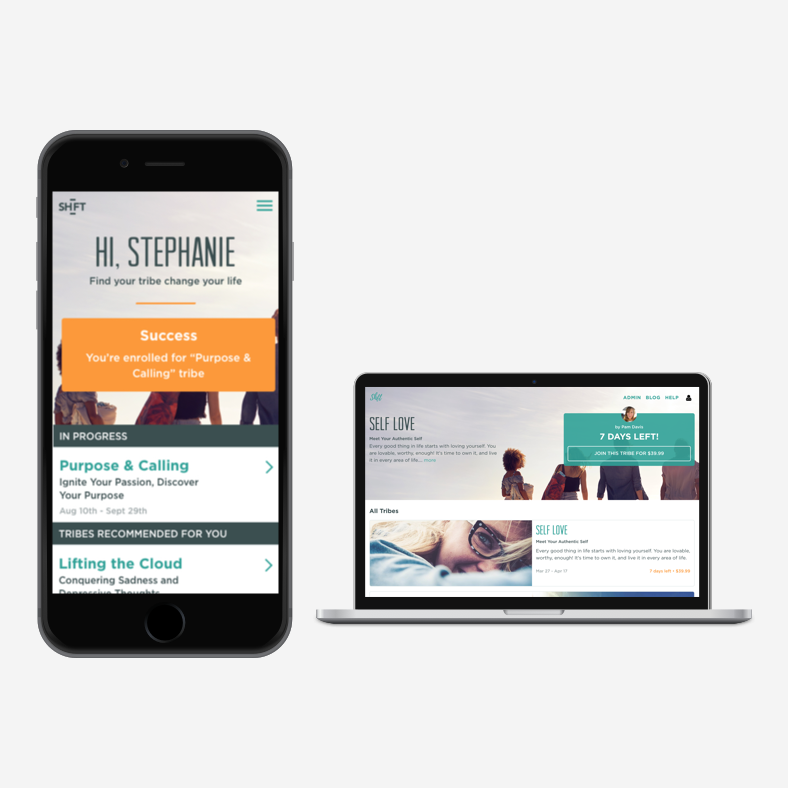 SHIFT
HI, STEPHANIE
Find your tribe change your life
Success
You're enrolled for "Purpose &
Calling" tribe
IN PROGRESS
Purpose & Calling
Ignite Your Passion, Discover
Your Purpose
Aug 10th - Sept 29th
TRIBES RECOMMENDED FOR YOU
Lifting the Cloud
Conquering Sadness and
Depressive Thoughts
Shift
ADMIN BLOG HELP
SELF LOVE
Meet Your Authentic Self
Every good thing in life starts with loving yourself. You
are lovable, worthy, enough! It's time to own it, and live
it in every area of life... more
by Pam Davis
7 DAYS LEFT!
JOIN THIS TRIBE FOR $39.99
All Tribes
SELF LOVE
Meet Your Authentic Self
Every good thing in life starts with loving yourself. You are lovable,
worthy, enough! It's time to own it, and live it in every area of life.
Mar 27 - Apr 17
7 days left • $39.99